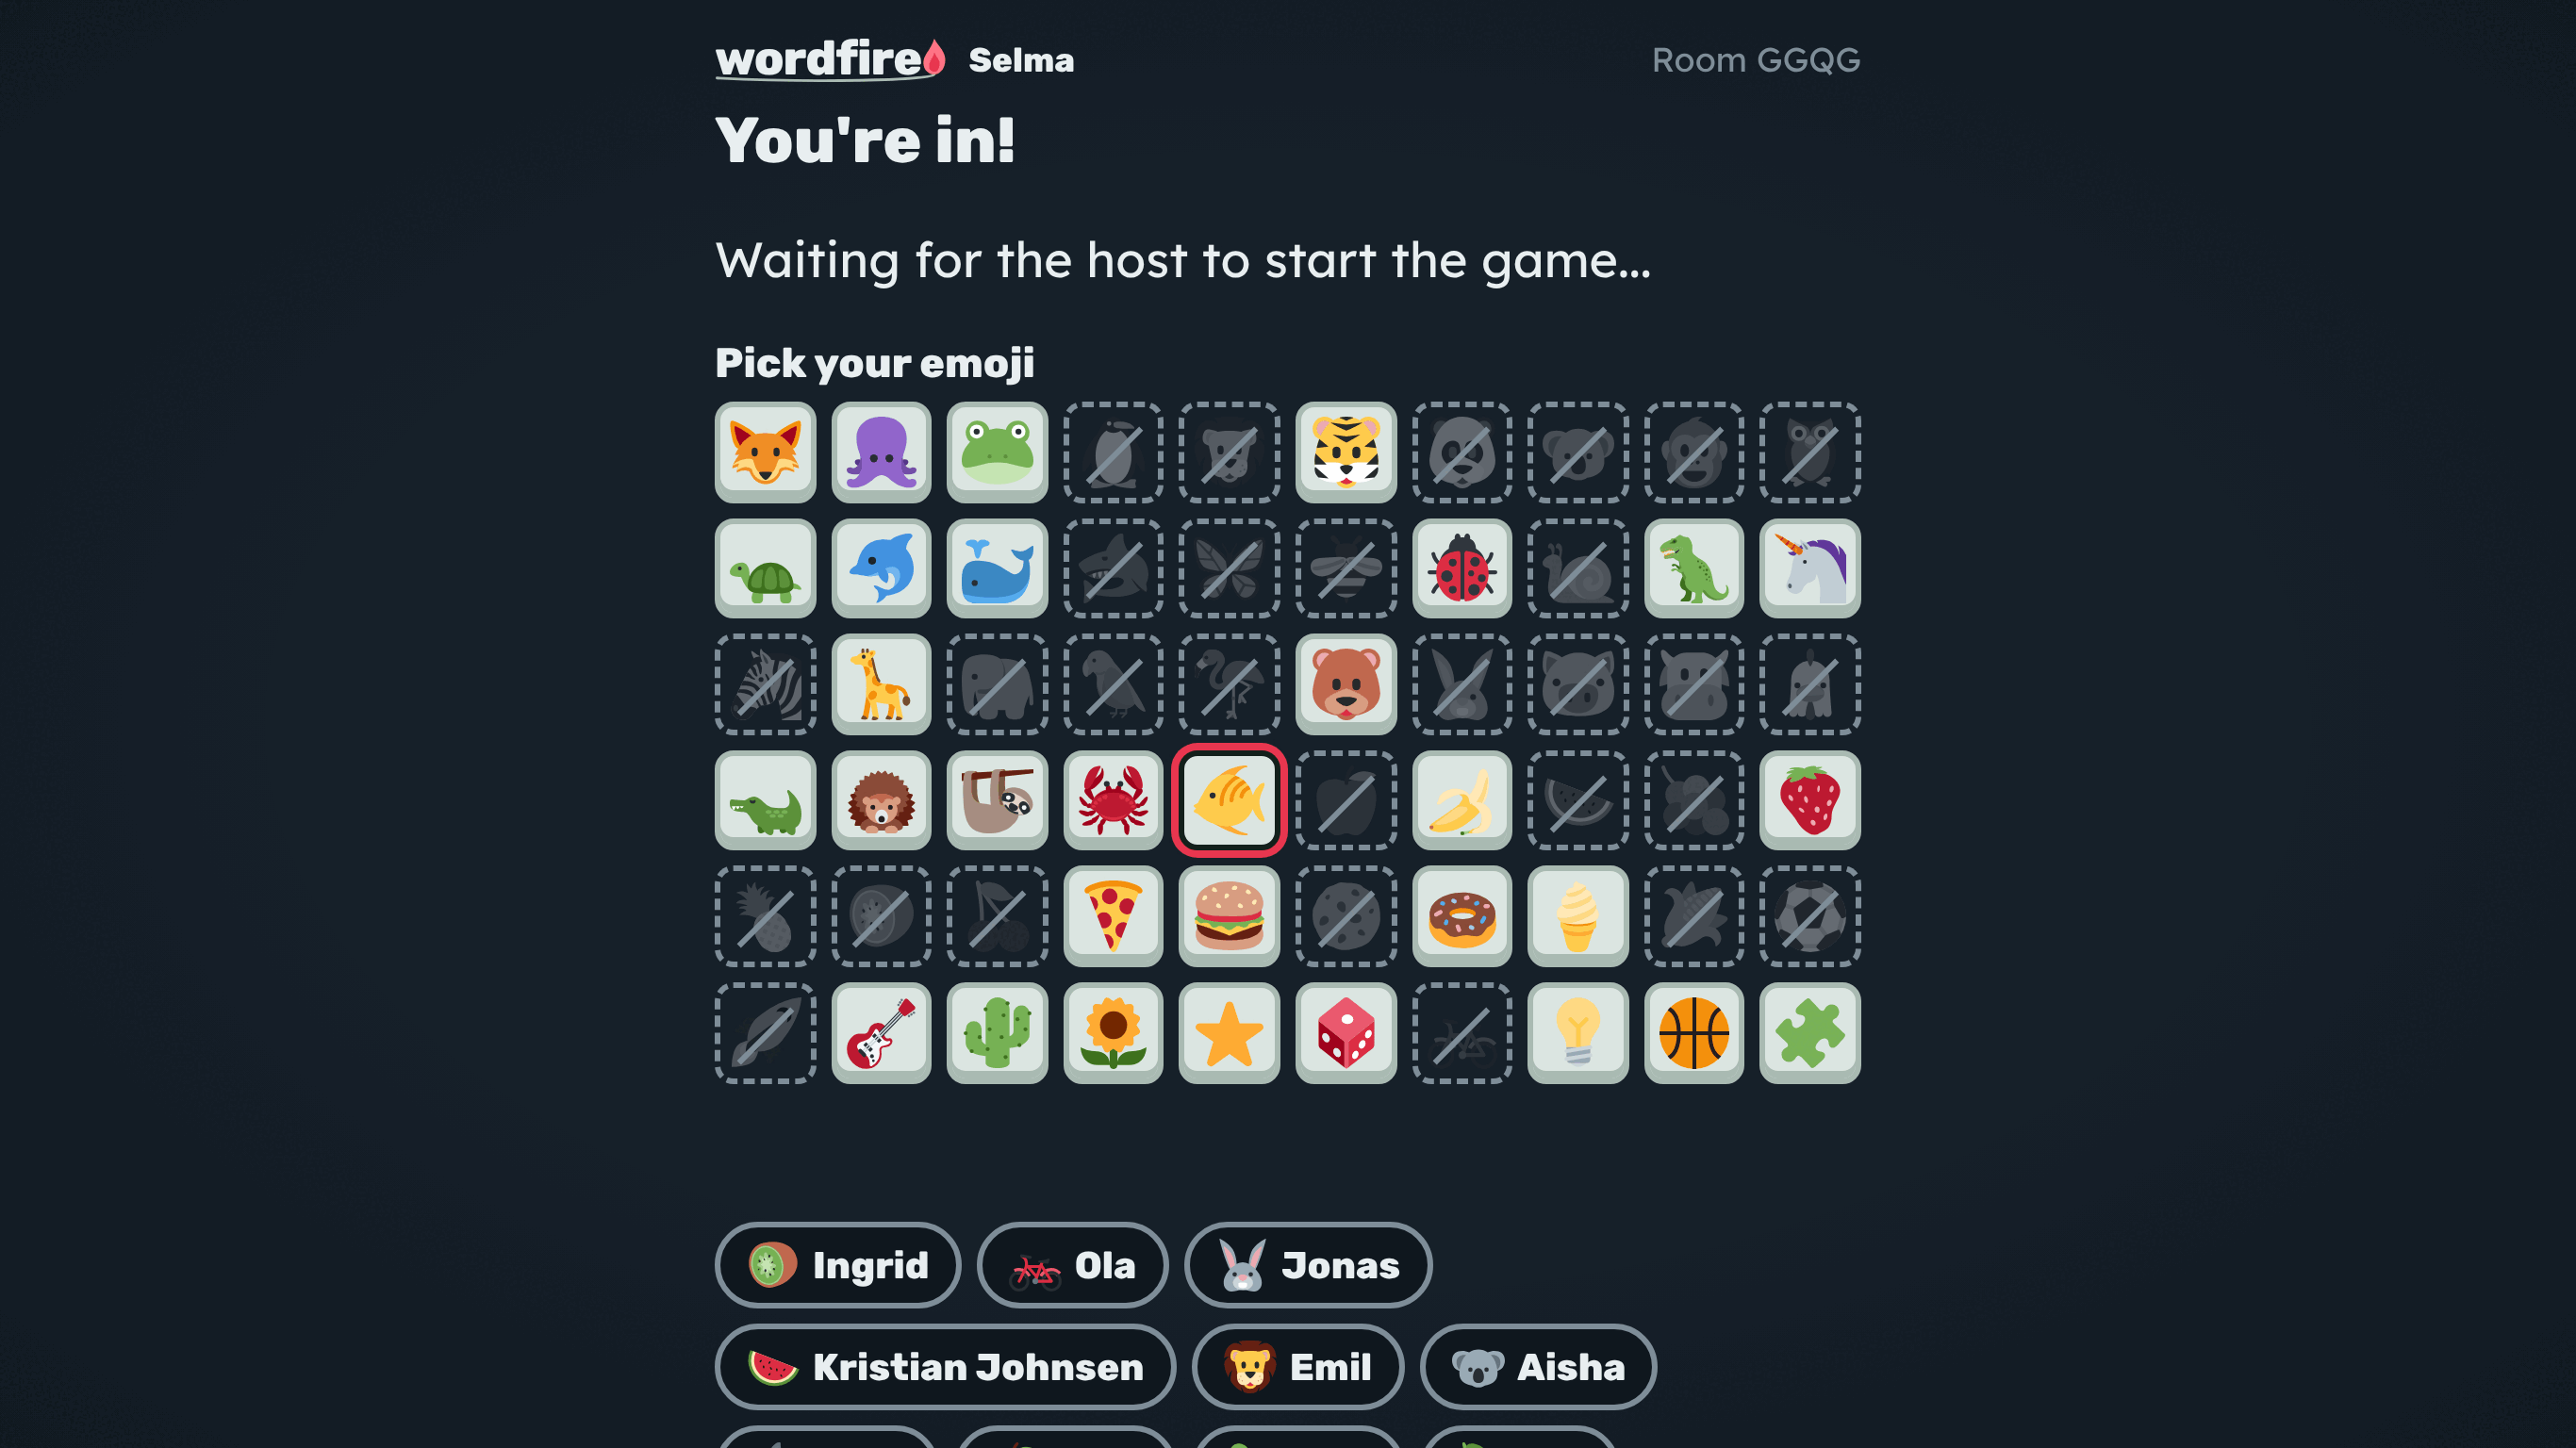 wordfire Selma
Room GGQG
You're in!
Waiting for the host to start the game...
Pick your emoji
Ingrid
Ola
Jonas
Kristian Johnsen
Emil
Aisha